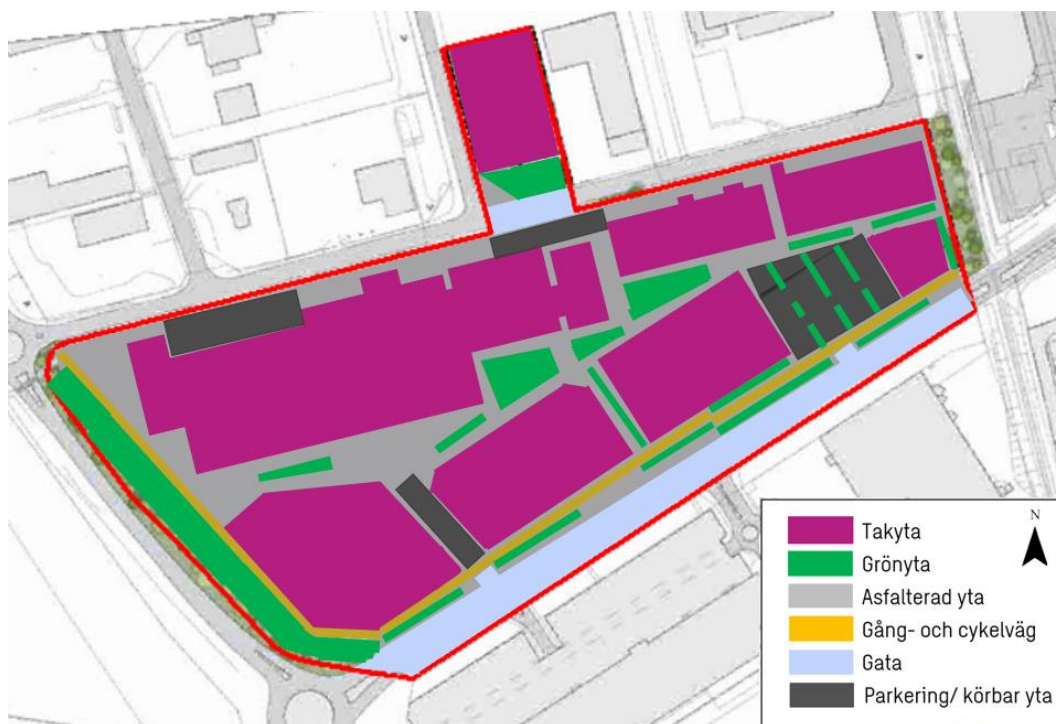 N
Takyta
Grönyta
Asfalterad yta
Gång- och cykelväg
Gata
Parkering/ körbar yta